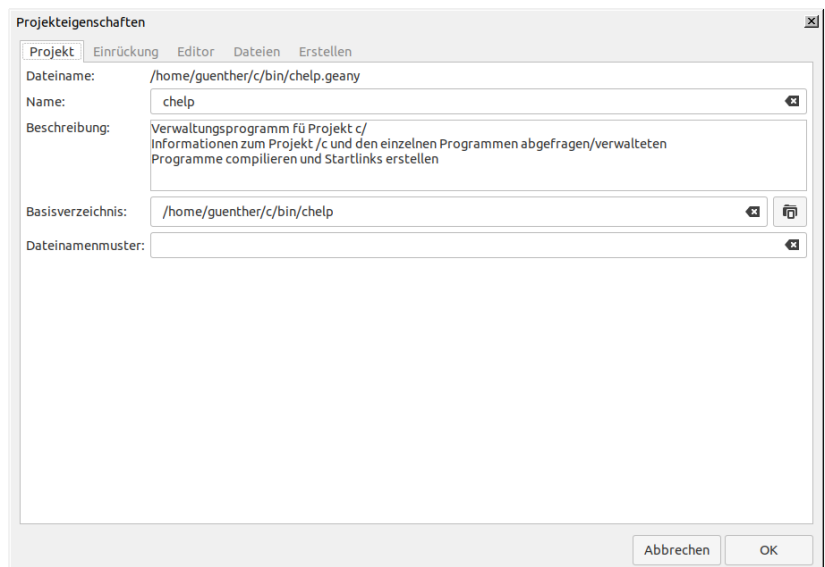 Projekteigenschaften
Projekt Einrückung Editor Dateien Erstellen
Dateiname: /home/guenther/c/bin/chelp.geany
Name: chelp
Beschreibung: Verwaltungsprogramm fü Projekt c/
Informationen zum Projekt /c und den einzelnen Programmen abgefragen/verwalteten
Programme compilieren und Startlinks erstellen
Basisverzeichnis: /home/guenther/c/bin/chelp
Dateinamenmuster:
Abbrechen OK